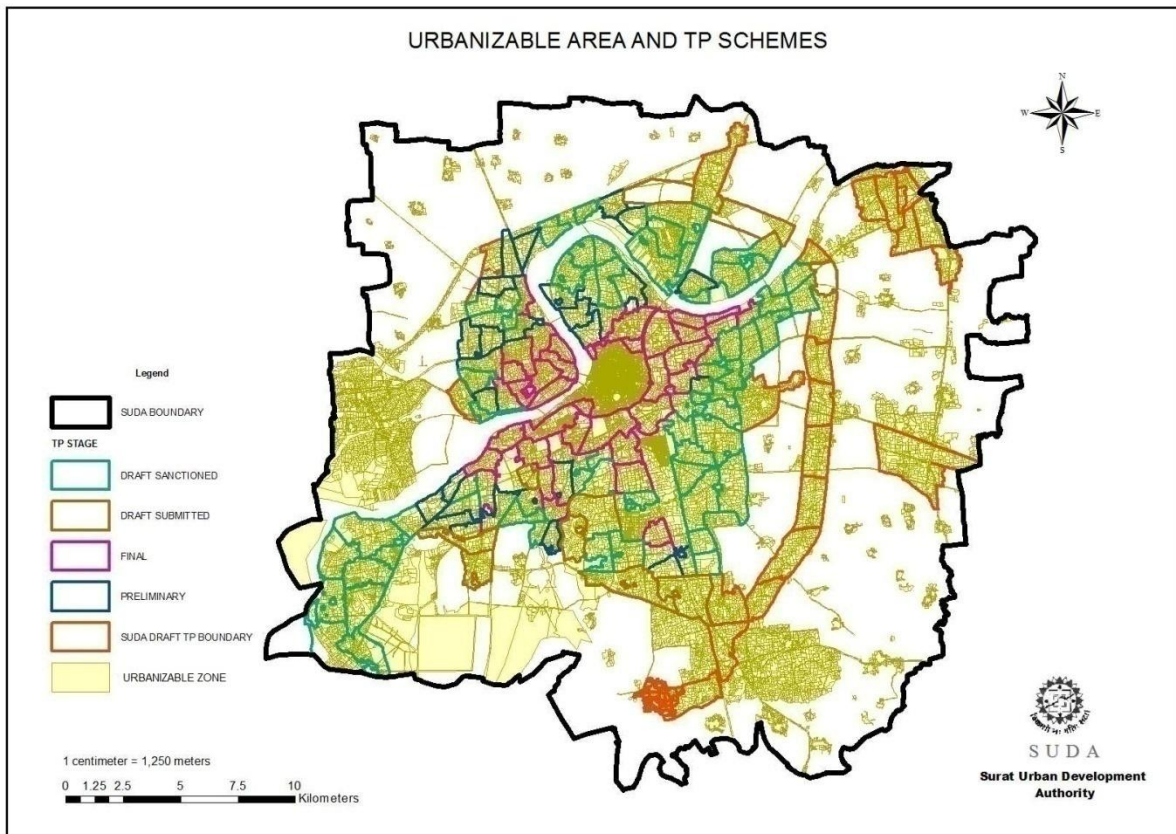 URBANIZABLE AREA AND TP SCHEMES
N
W E
S
Legend
SUDA BOUNDARY
TP STAGE
DRAFT SANCTIONED
DRAFT SUBMITTED
FINAL
PRELIMINARY
SUDA DRAFT TP BOUNDARY
URBANIZABLE ZONE
1 centimeter = 1,250 meters
0 1.25 2.5 5 7.5 10
Kilometers
SUDA
Surat Urban Development
Authority